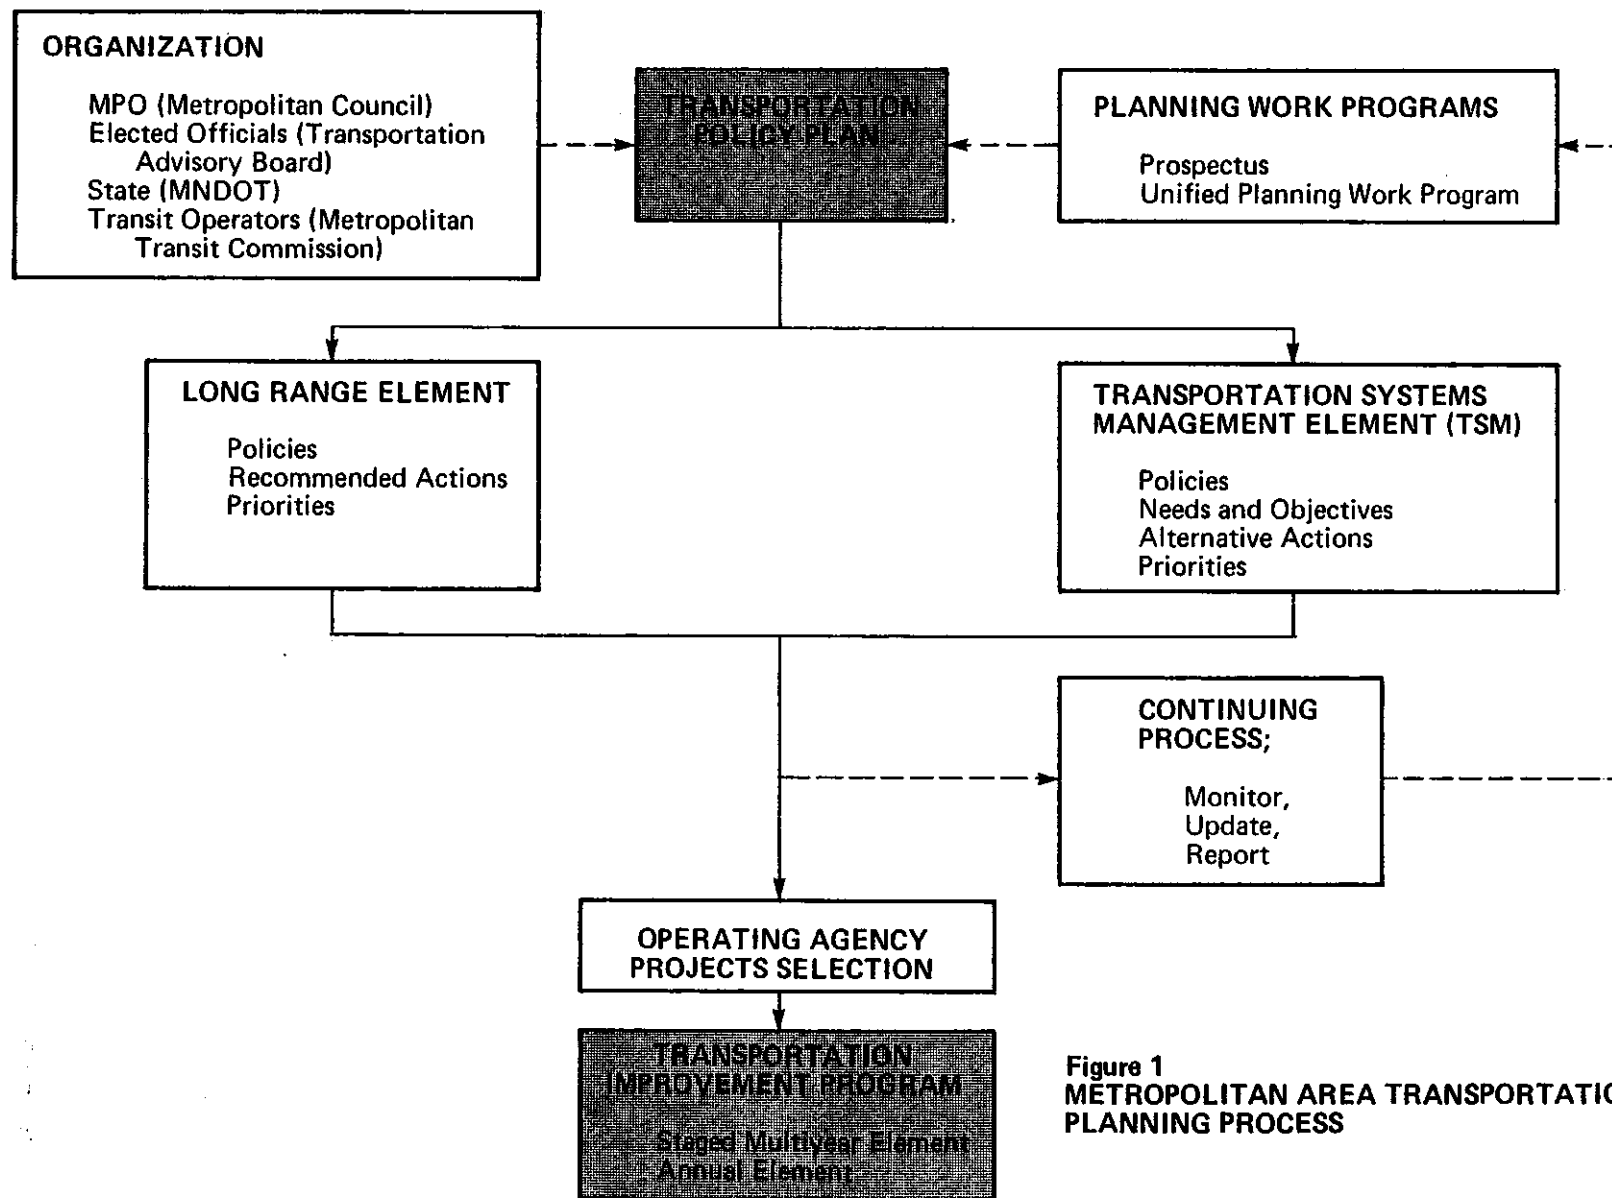 ORGANIZATION
MPO (Metropolitan Council)
Elected Officials (Transportation
Advisory Board)
State (MNDOT)
Transit Operators (Metropolitan
Transit Commission)
TRANSPORTATION
POLICY PLAN
PLANNING WORK PROGRAMS
Prospectus
Unified Planning Work Program
LONG RANGE ELEMENT
Policies
Recommended Actions
Priorities
TRANSPORTATION SYSTEMS
MANAGEMENT ELEMENT (TSM)
Policies
Needs and Objectives
Alternative Actions
Priorities
CONTINUING
PROCESS;
Monitor,
Update,
Report
OPERATING AGENCY
PROJECTS SELECTION
TRANSPORTATION
IMPROVEMENT PROGRAM
Staged Multiyear Element
Annual Element
Figure 1
METROPOLITAN AREA TRANSPORTATIO
PLANNING PROCESS